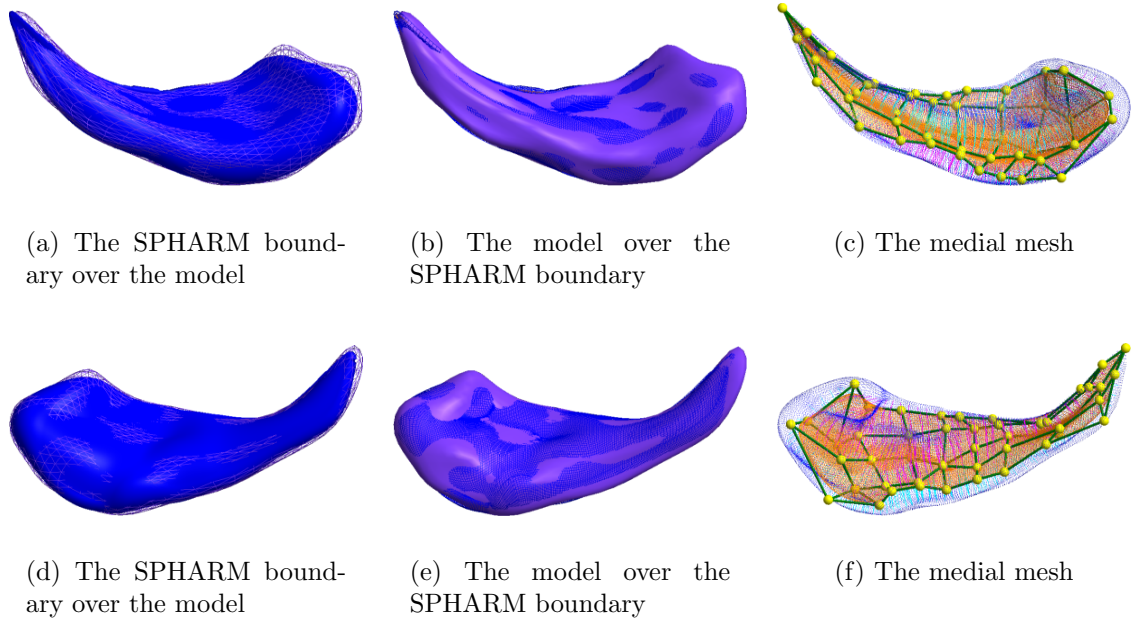 (a) The SPHARM bound-
ary over the model
(b) The model over the
SPHARM boundary
(c) The medial mesh
(d) The SPHARM bound-
ary over the model
(e) The model over the
SPHARM boundary
(f) The medial mesh